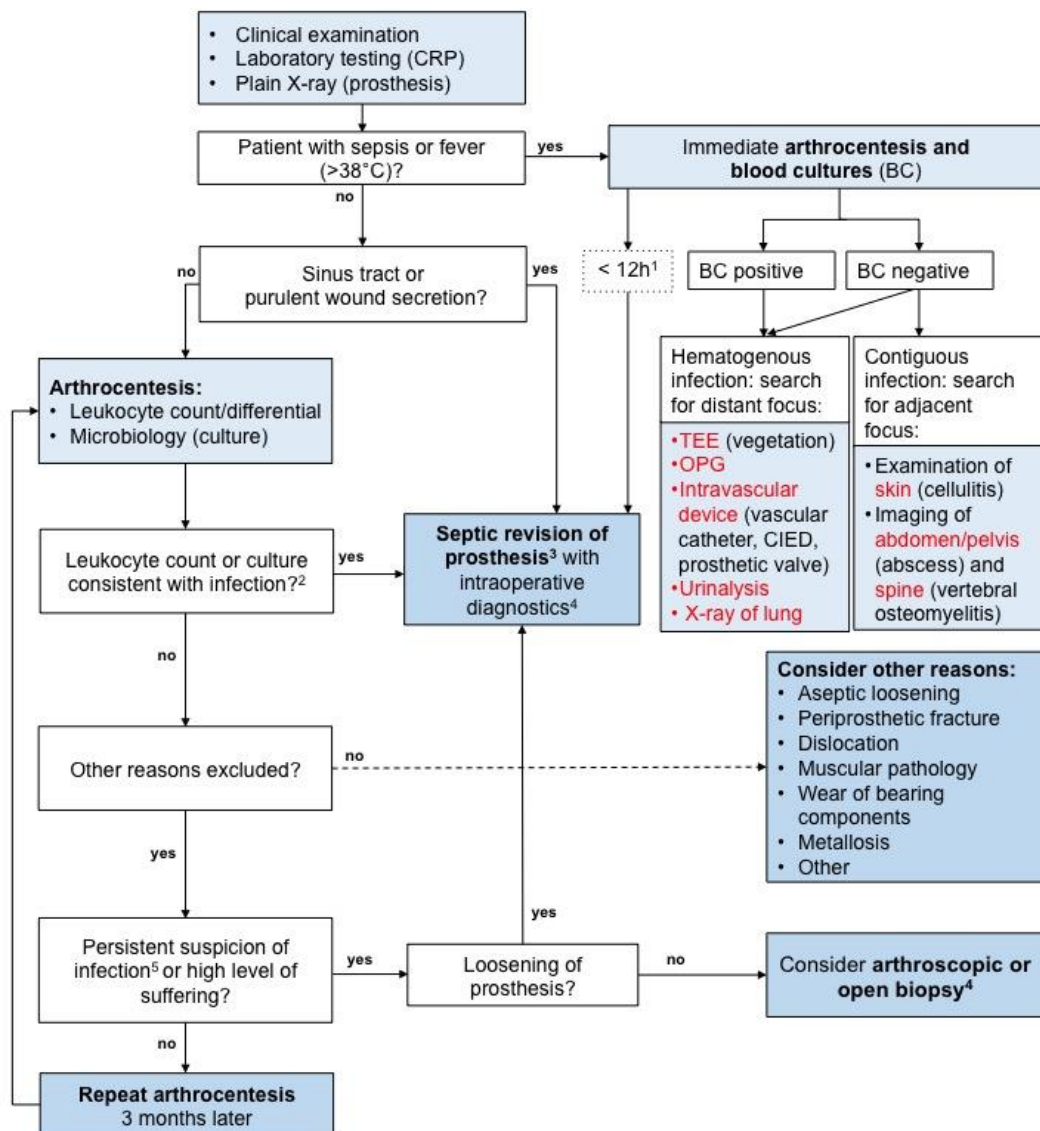 • Clinical examination
• Laboratory testing (CRP)
• Plain X-ray (prosthesis)
Patient with sepsis or fever
(>38°C)?
yes
Immediate arthrocentesis and
blood cultures (BC)
no
no
Sinus tract or
purulent wound secretion?
yes
< 12h¹
BC positive
BC negative
Arthrocentesis:
• Leukocyte count/differential
• Microbiology (culture)
Hematogenous
infection: search
for distant focus:
•TEE (vegetation)
•OPG
•Intravascular
device (vascular
catheter, CIED,
prosthetic valve)
•Urinalysis
• X-ray of lung
Contiguous
infection: search
for adjacent
focus:
•Examination of
skin (cellulitis)
•Imaging of
abdomen/pelvis
(abscess) and
spine (vertebral
osteomyelitis)
Leukocyte count or culture
consistent with infection?²
yes
Septic revision of
prosthesis³ with
intraoperative
diagnostics⁴
no
Other reasons excluded?
no
Consider other reasons:
• Aseptic loosening
• Periprosthetic fracture
• Dislocation
• Muscular pathology
• Wear of bearing
components
• Metallosis
• Other
yes
Persistent suspicion of
infection⁵ or high level of
suffering?
yes
Loosening of
prosthesis?
yes
no
Consider arthroscopic or
open biopsy⁴
no
Repeat arthrocentesis
3 months later